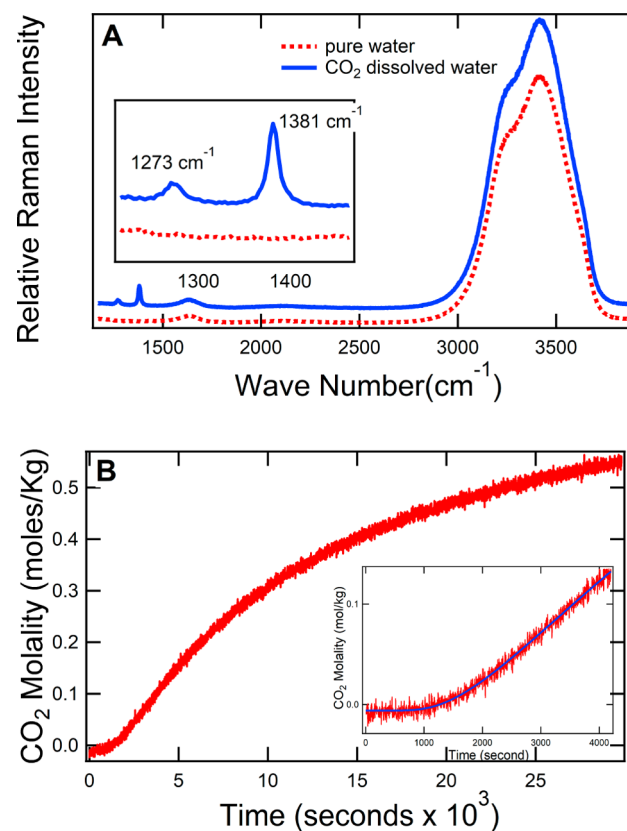 A
pure water
CO2 dissolved water
1381 cm-1
1273 cm-1
1300 1400
Relative Raman Intensity
1500 2000 2500 3000 3500
Wave Number(cm-1)
B
0.5
0.4
0.3
0.2
0.1
0.0
CO2 Molality (moles/Kg)
0.1
0.0
CO2 Molality (mol/kg)
0 1000 2000 3000 4000
Time (second)
0 5 10 15 20 25
Time (seconds x 103)